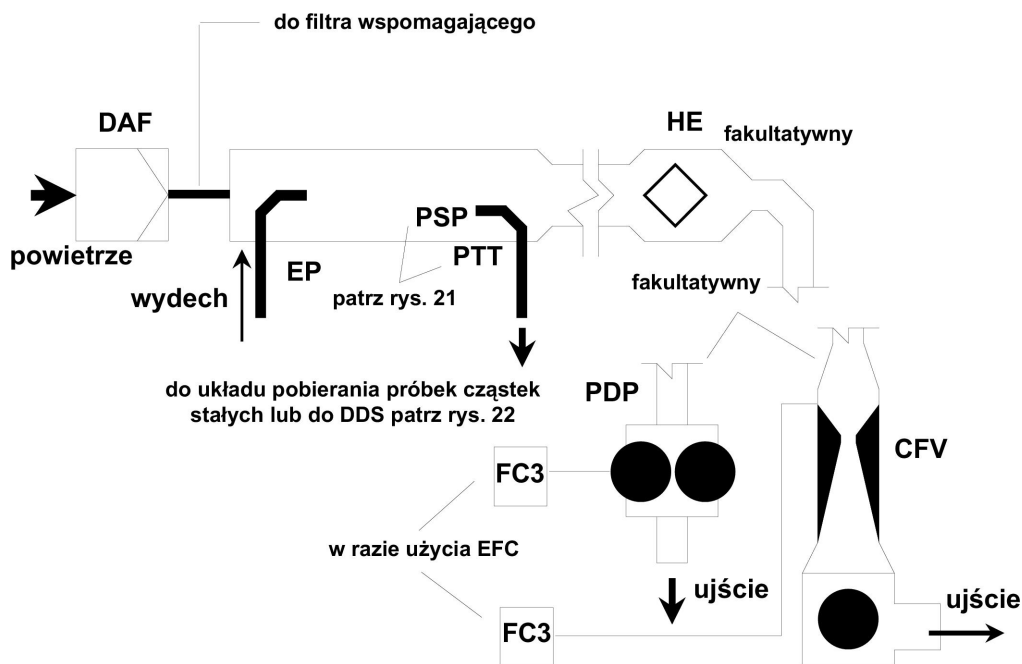 do filtra wspomagającego
DAF
HE
fakultatywny
powietrze
PSP
PTT
EP
wydech
patrz rys. 21
fakultatywny
do układu pobierania próbek cząstek
stałych lub do DDS patrz rys. 22
PDP
CFV
FC3
w razie użycia EFC
ujście
ujście
FC3